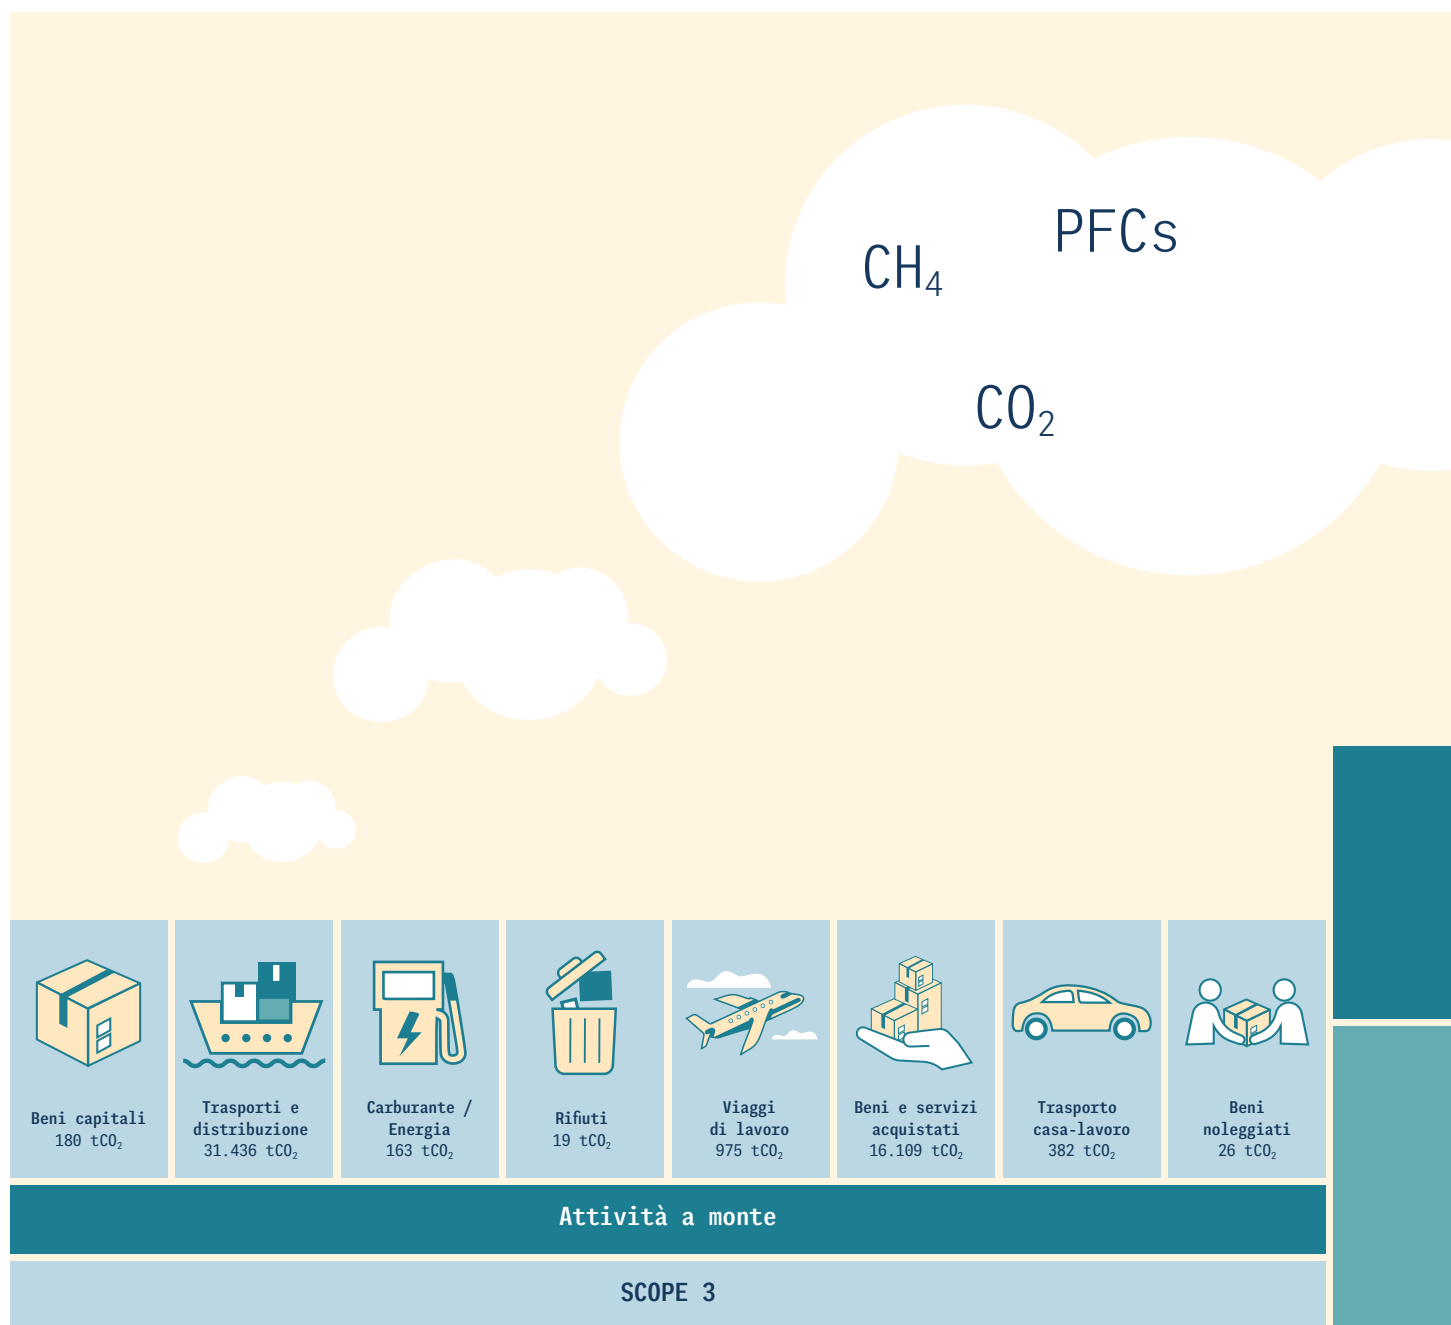 PFCs
CH₄
CO₂
Beni capitali
180 tCO₂
Trasporti e
distribuzione
31.436 tCO₂
Carburante /
Energia
163 tCO₂
Rifiuti
19 tCO₂
Viaggi
di lavoro
975 tCO₂
Beni e servizi
acquistati
16.109 tCO₂
Trasporto
casa-lavoro
382 tCO₂
Beni
noleggiati
26 tCO₂
Attività a monte
SCOPE 3